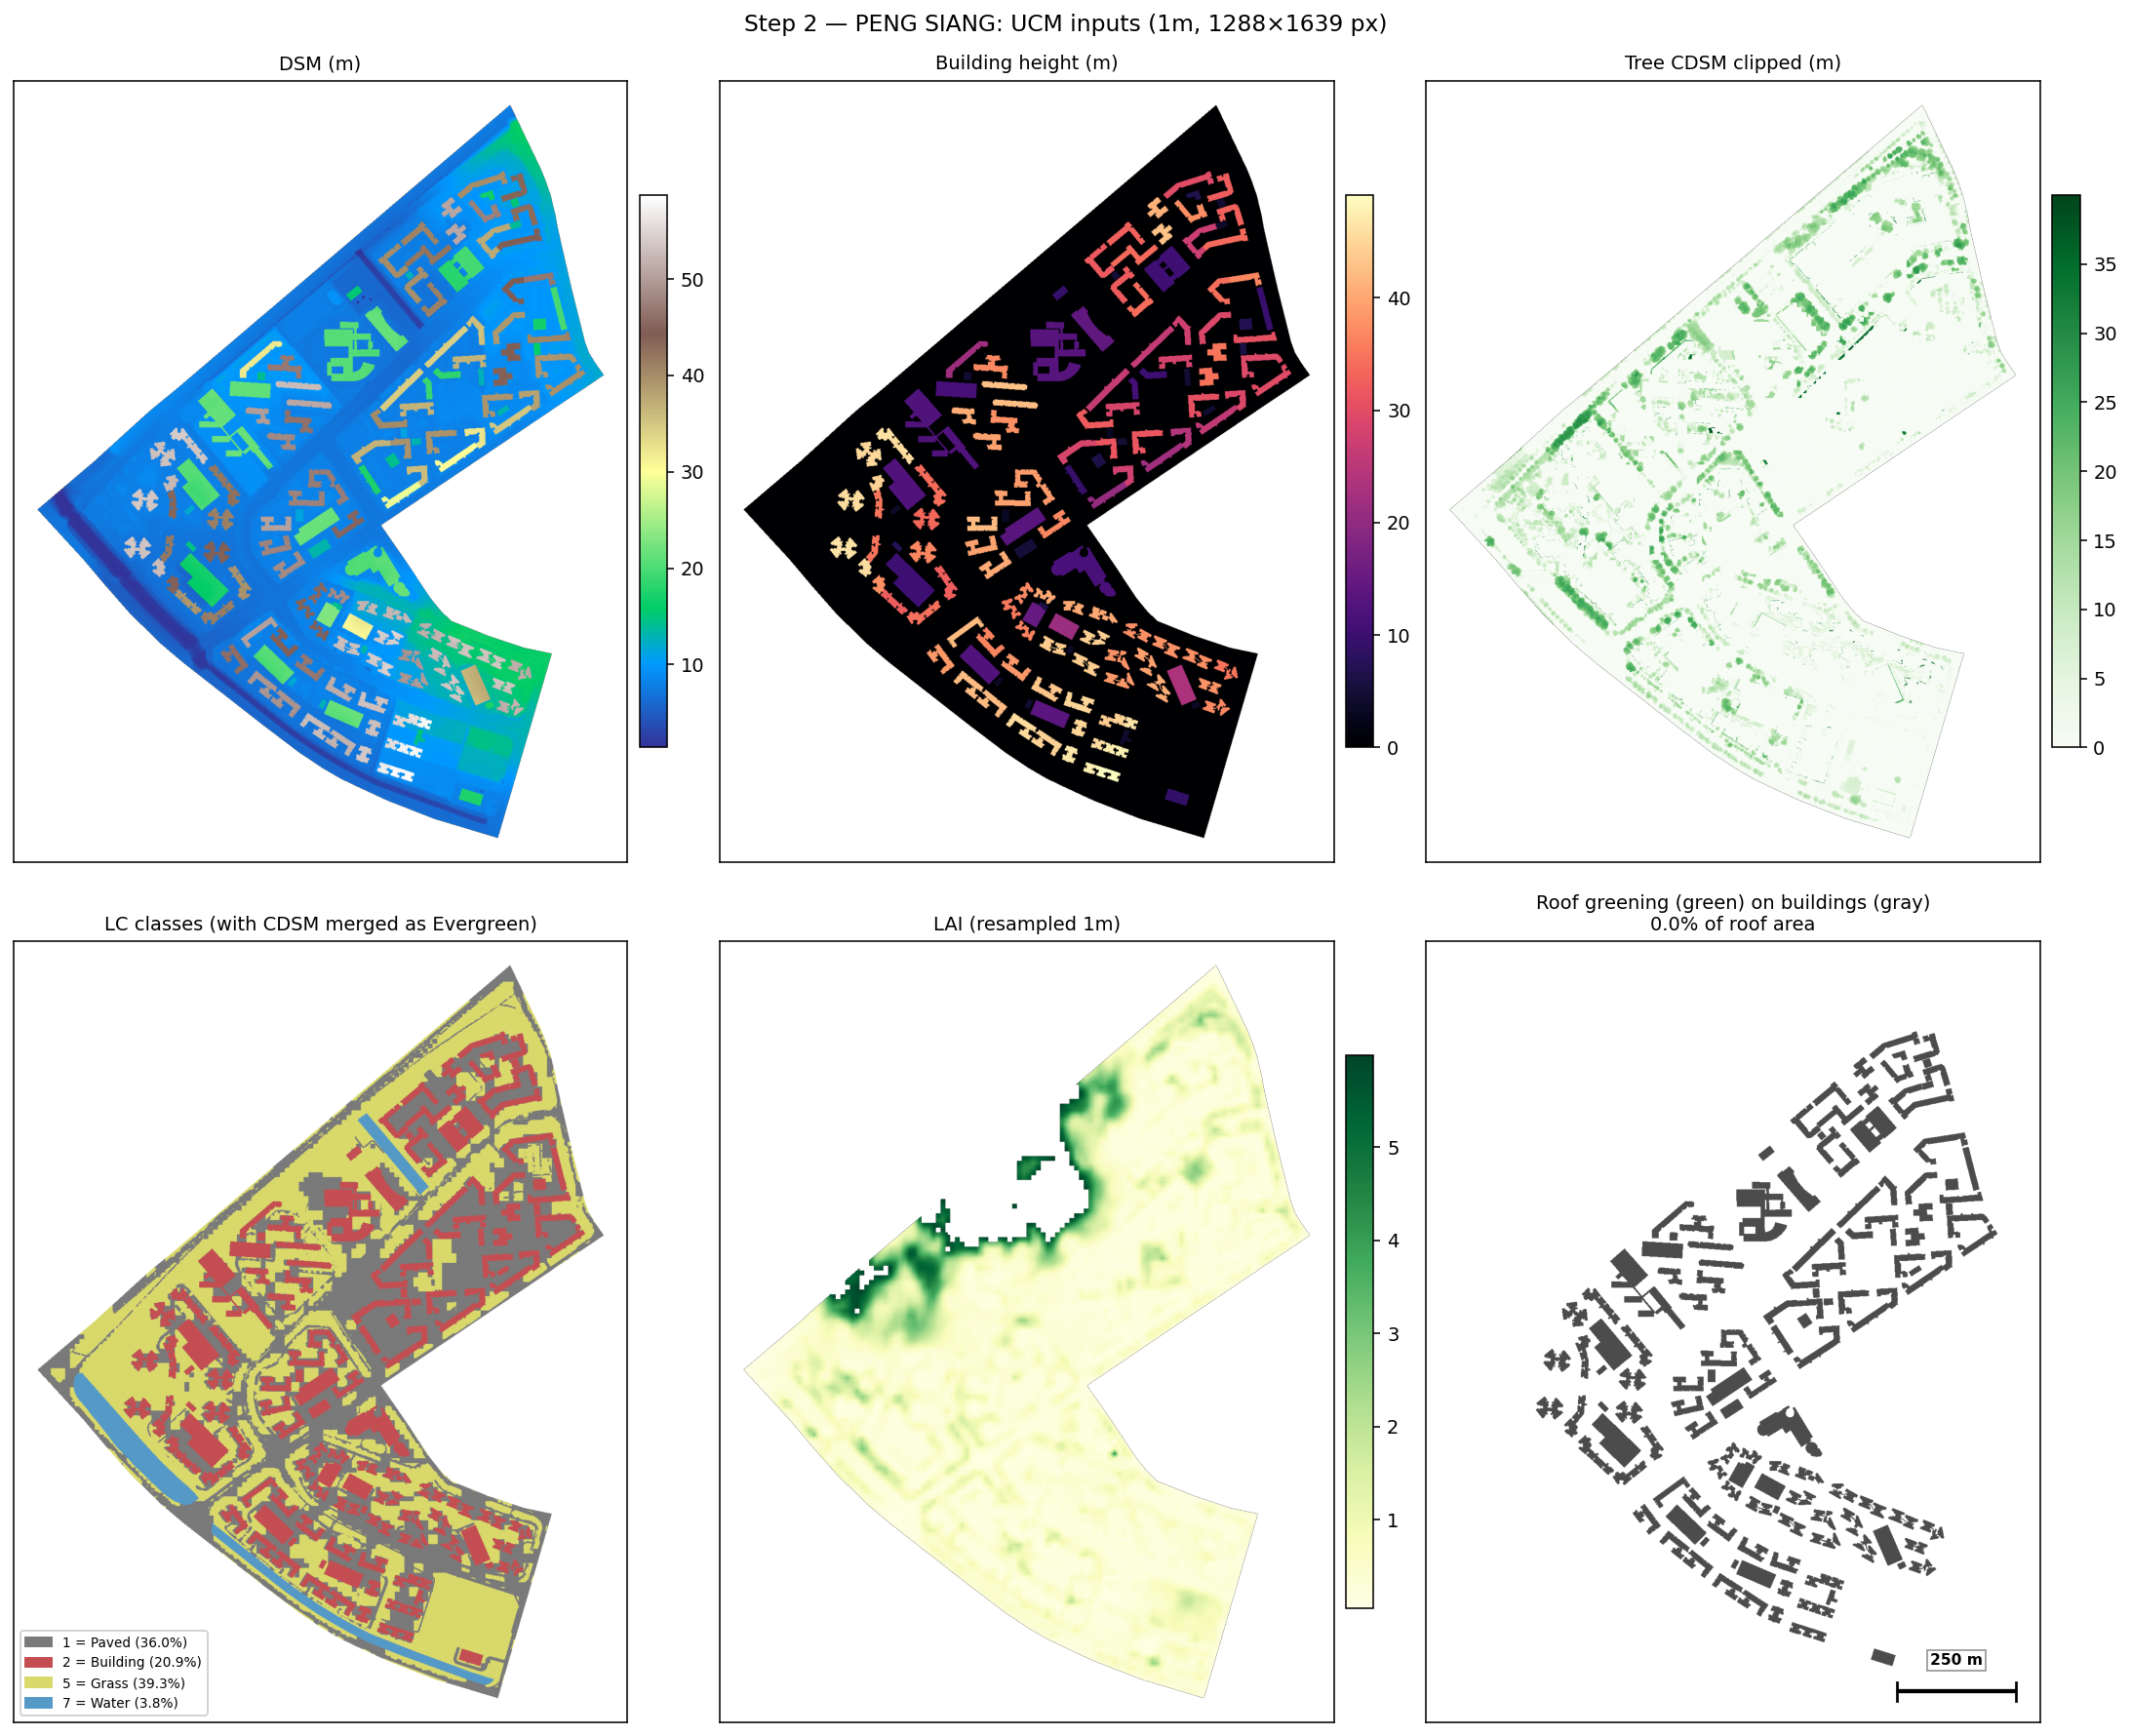 Step 2 — PENG SIANG: UCM inputs (1m, 1288×1639 px)
DSM (m)
50
40
30
20
10
Building height (m)
40
30
20
10
0
Tree CDSM clipped (m)
35
30
25
20
15
10
5
0
LC classes (with CDSM merged as Evergreen)
1 = Paved (36.0%)
2 = Building (20.9%)
5 = Grass (39.3%)
7 = Water (3.8%)
LAI (resampled 1m)
5
4
3
2
1
Roof greening (green) on buildings (gray)
0.0% of roof area
250 m